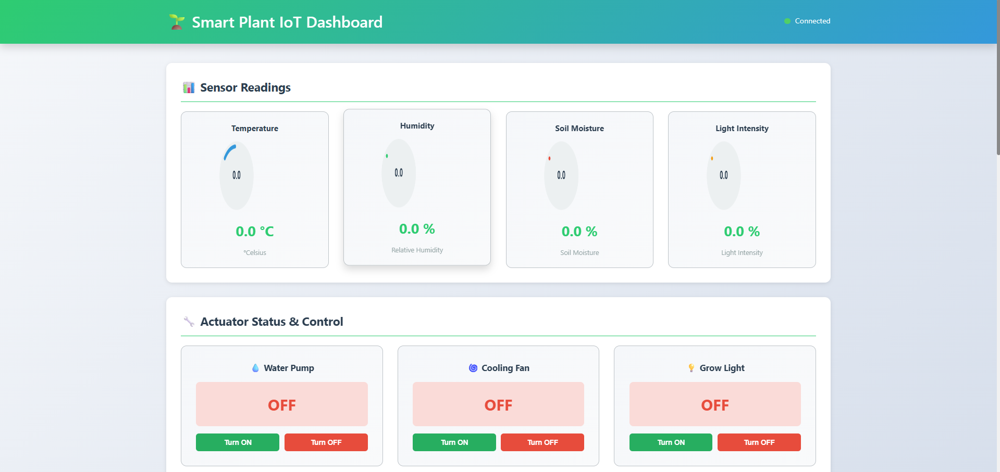 Smart Plant IoT Dashboard
Connected
Sensor Readings
Temperature
0.0
0.0 °C
°Celsius
Humidity
0.0
0.0 %
Relative Humidity
Soil Moisture
0.0
0.0 %
Soil Moisture
Light Intensity
0.0
0.0 %
Light Intensity
Actuator Status & Control
Water Pump
OFF
Turn ON
Turn OFF
Cooling Fan
OFF
Turn ON
Turn OFF
Grow Light
OFF
Turn ON
Turn OFF